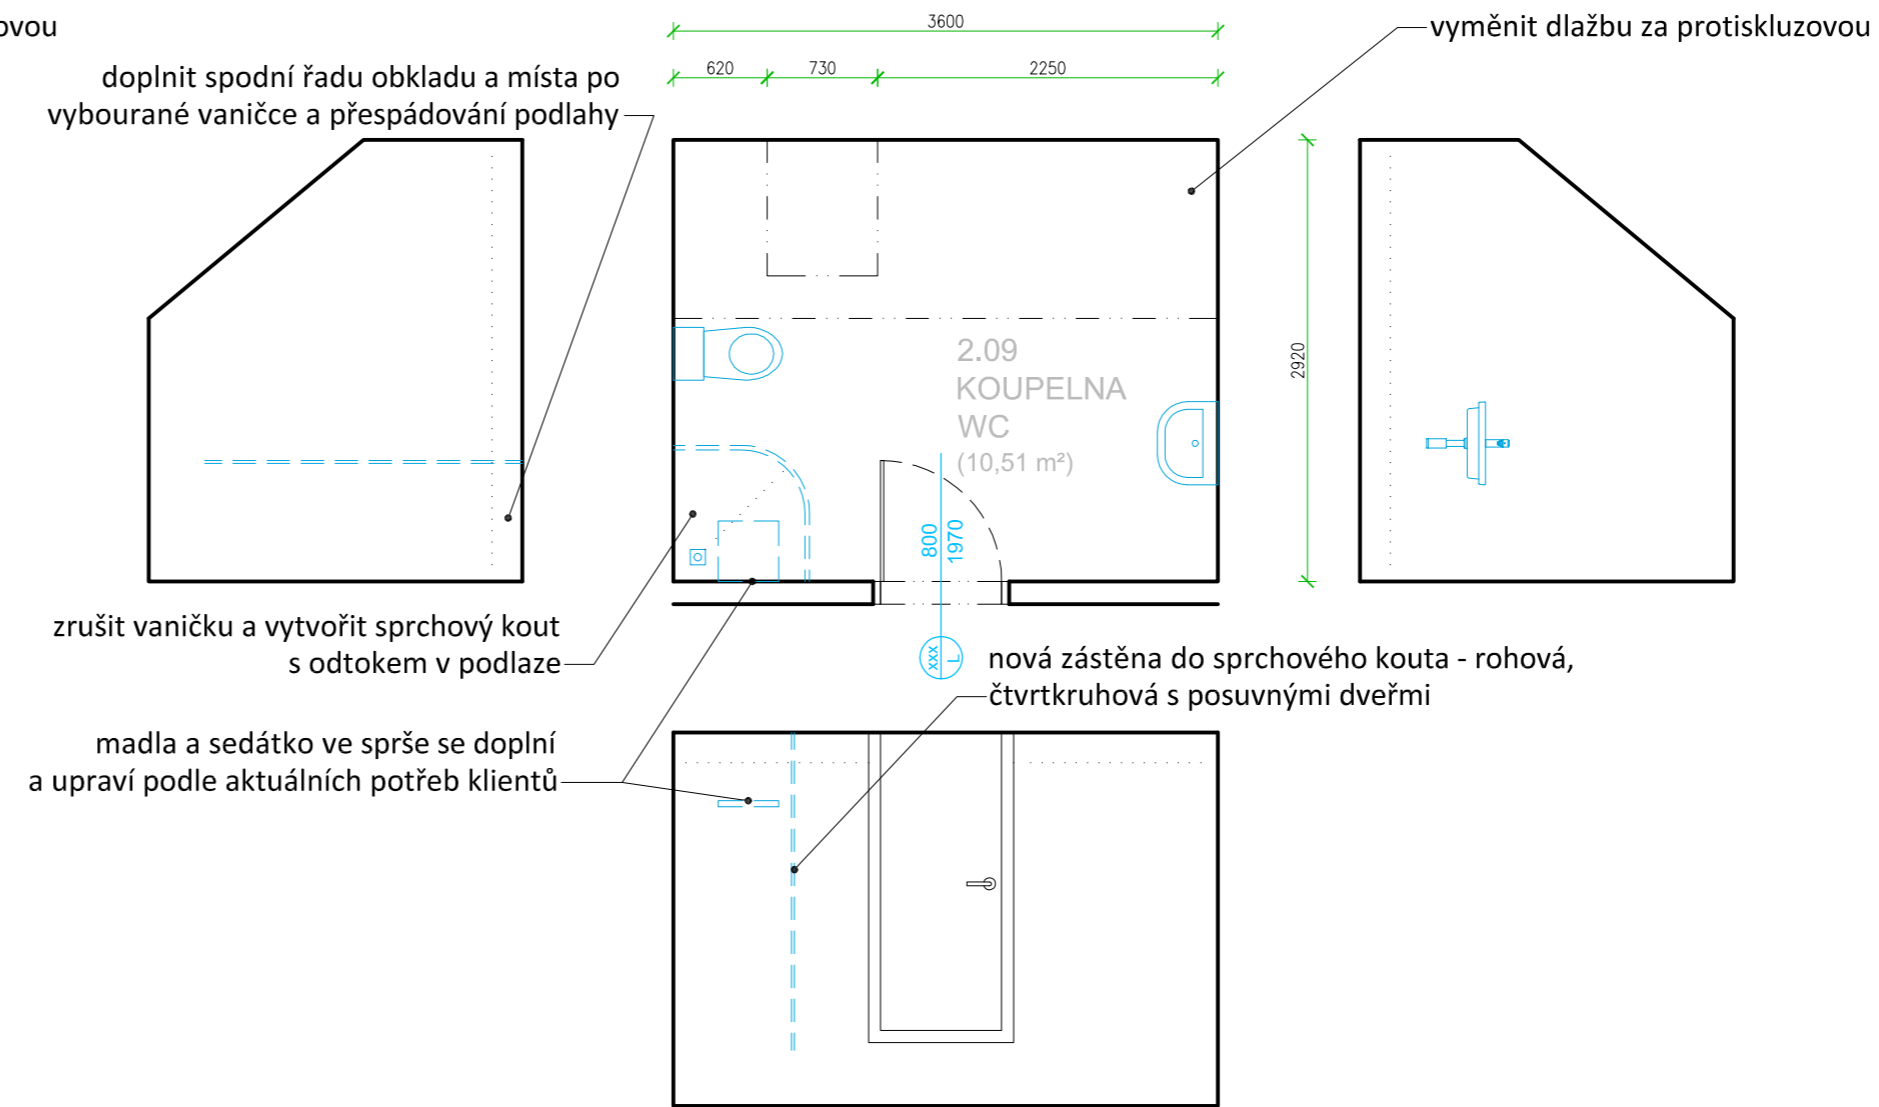 ovou
3600
vyměnit dlažbu za protiskluzovou
doplnit spodní řadu obkladu a místa po
vybourané vaničce a přespádování podlahy
620
730
2250
2920
2.09
KOUPELNA
WC
(10,51 m²)
800
1970
xxx
L
zrušit vaničku a vytvořit sprchový kout
s odtokem v podlaze
nová zástěna do sprchového kouta - rohová,
čtvrtkruhová s posuvnými dveřmi
madla a sedátko ve sprše se doplní
a upraví podle aktuálních potřeb klientů